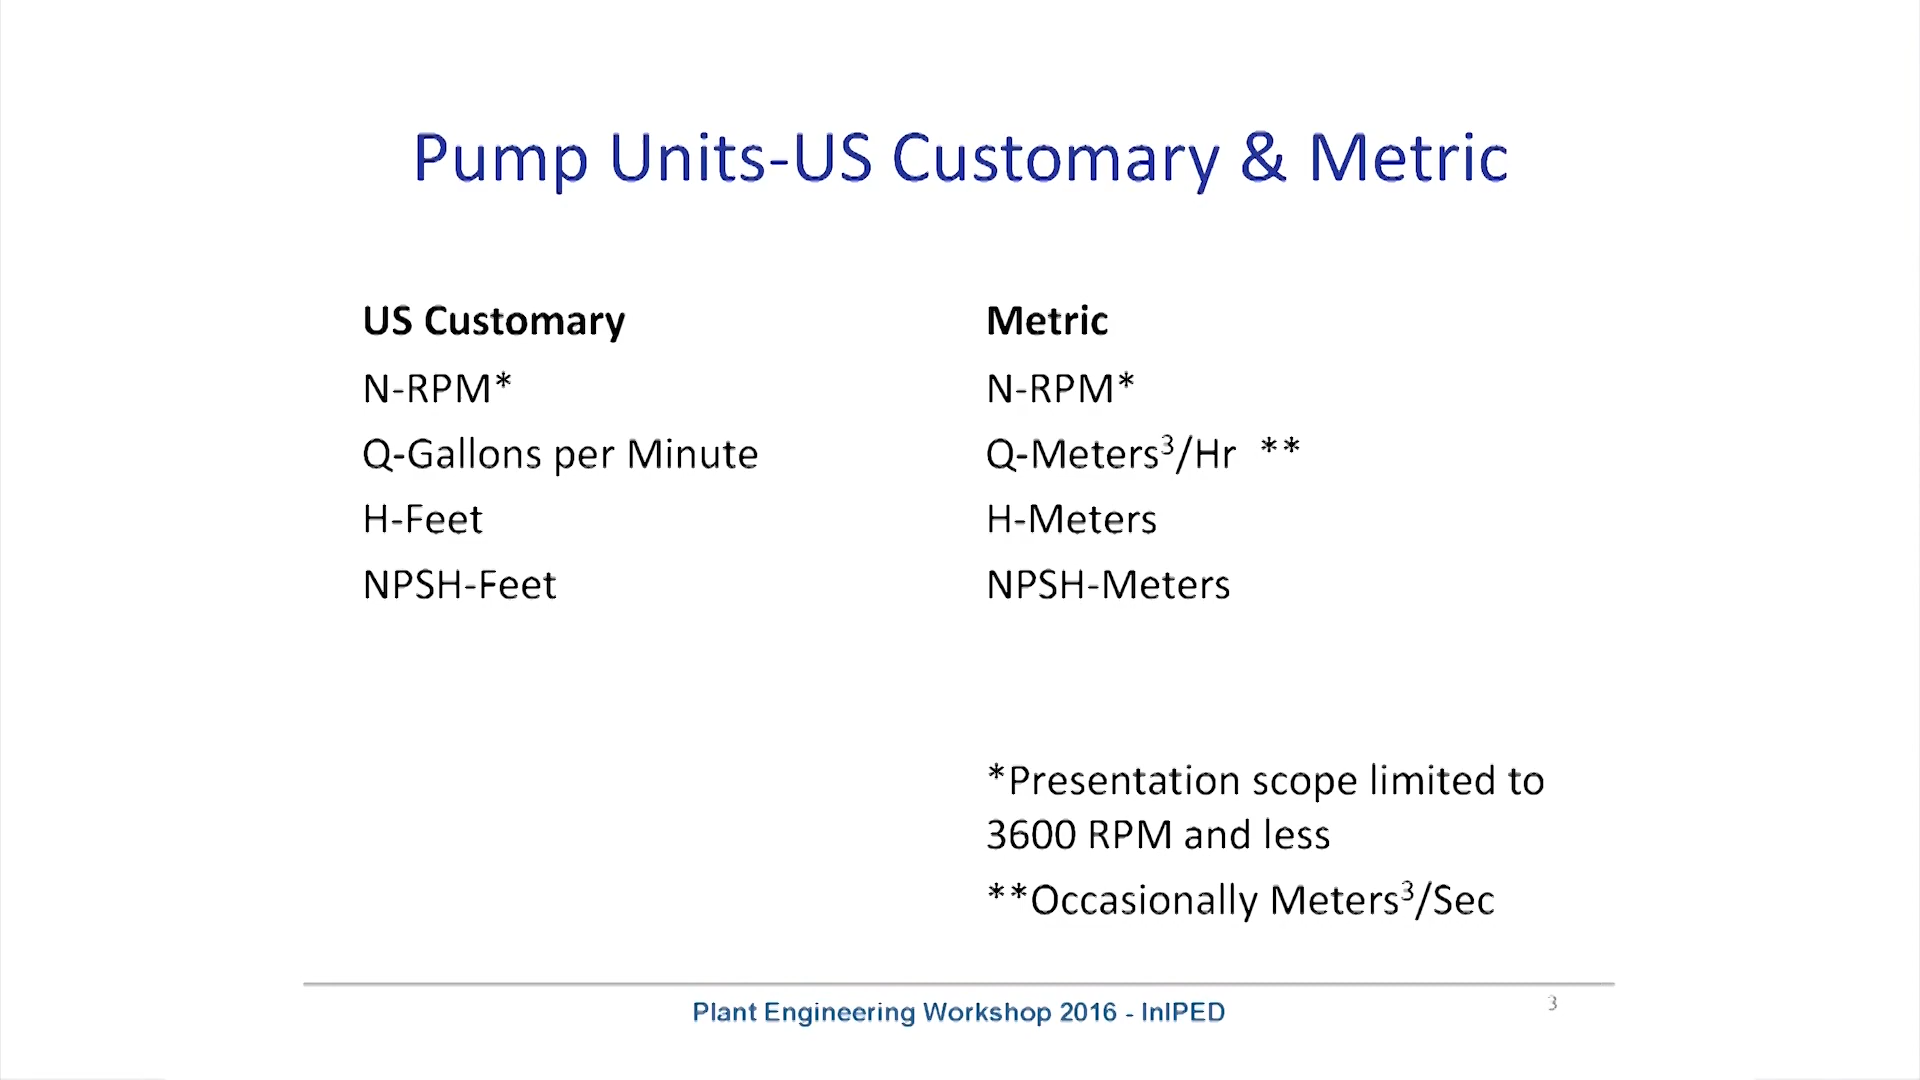 Pump Units-US Customary & Metric
US Customary
N-RPM*
Q-Gallons per Minute
H-Feet
NPSH-Feet
Metric
N-RPM*
Q-Meters³/Hr **
H-Meters
NPSH-Meters
*Presentation scope limited to
3600 RPM and less
**Occasionally Meters³/Sec
Plant Engineering Workshop 2016 - InIPED
3